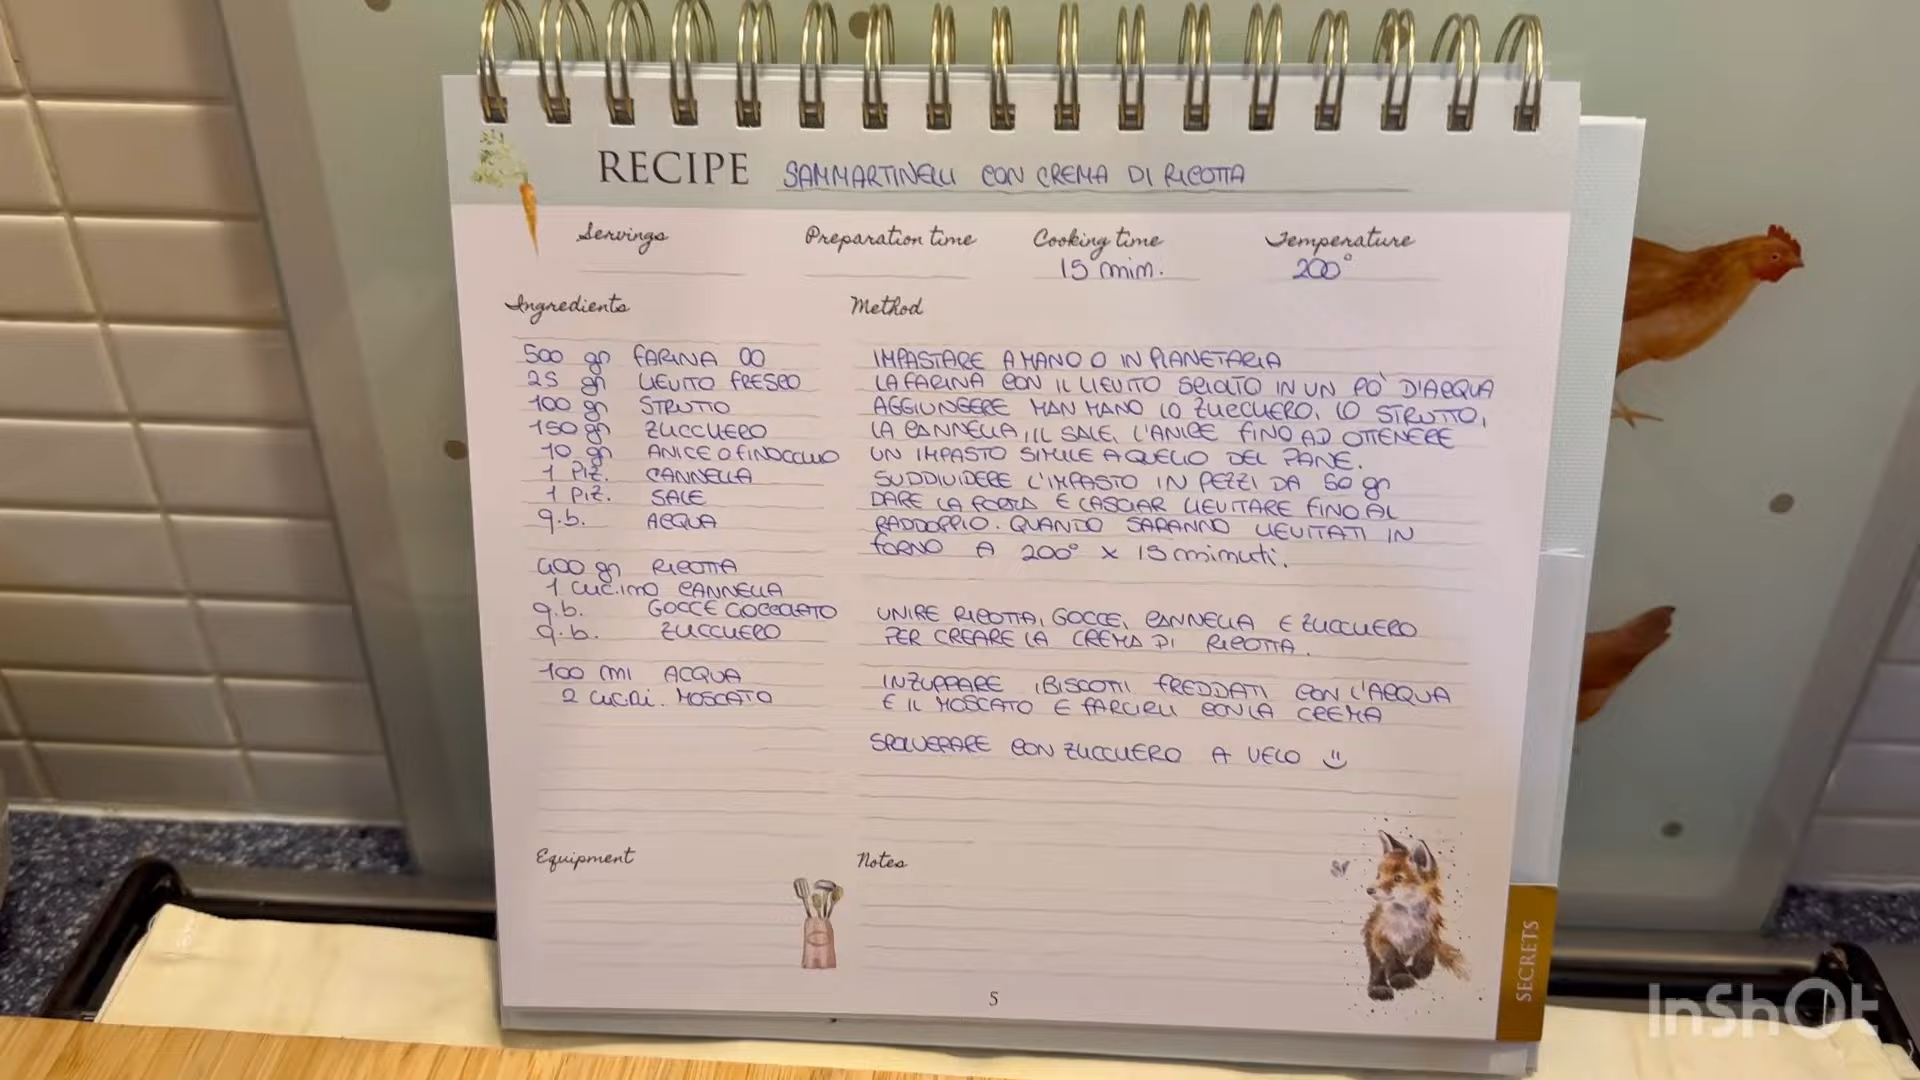 RECIPE SAMMARTINELLI CON CREMA DI RICOTTA
Servings
Preparation time
Cooking time
15 mim.
Temperature
200°
Ingredients
500 gr FARINA 00
25 gr LIEVITO FRESCO
100 gr STRUTTO
150 gr ZUCCHERO
10 gr ANICE O FINOCCHIO
1 PIZ. CANNELLA
1 PIZ. SALE
q.b. ACQUA
400 gr RICOTTA
1 CUC.INO CANNELLA
q.b. GOCCE CIOCCOLATO
q.b. ZUCCHERO
100 ml ACQUA
2 CUC.RI. MOSCATO
Method
IMPASTARE A MANO O IN PLANETARIA
LA FARINA CON IL LIEVITO SCIOLTO IN UN PO' D'ACQUA
AGGIUNGERE MAN MANO LO ZUCCHERO, LO STRUTTO,
LA CANNELLA, IL SALE, L'ANICE FINO AD OTTENERE
UN IMPASTO SIMILE A QUELLO DEL PANE.
SUDDIVIDERE L'IMPASTO IN PEZZI DA 50 gr
DARE LA FORMA E LASCIAR LIEVITARE FINO AL
RADDOPPIO. QUANDO SARANNO LIEVITATI IN
FORNO A 200° x 15 mimuti.
UNIRE RICOTTA, GOCCE, CANNELLA E ZUCCHERO
PER CREARE LA CREMA DI RICOTTA.
INZUPPARE I BISCOTTI FREDDATI CON L'ACQUA
E IL MOSCATO E FARCIRLI CON LA CREMA
SPOLVERARE CON ZUCCHERO A VELO
Equipment
Notes
5
SECRETS
InShOt